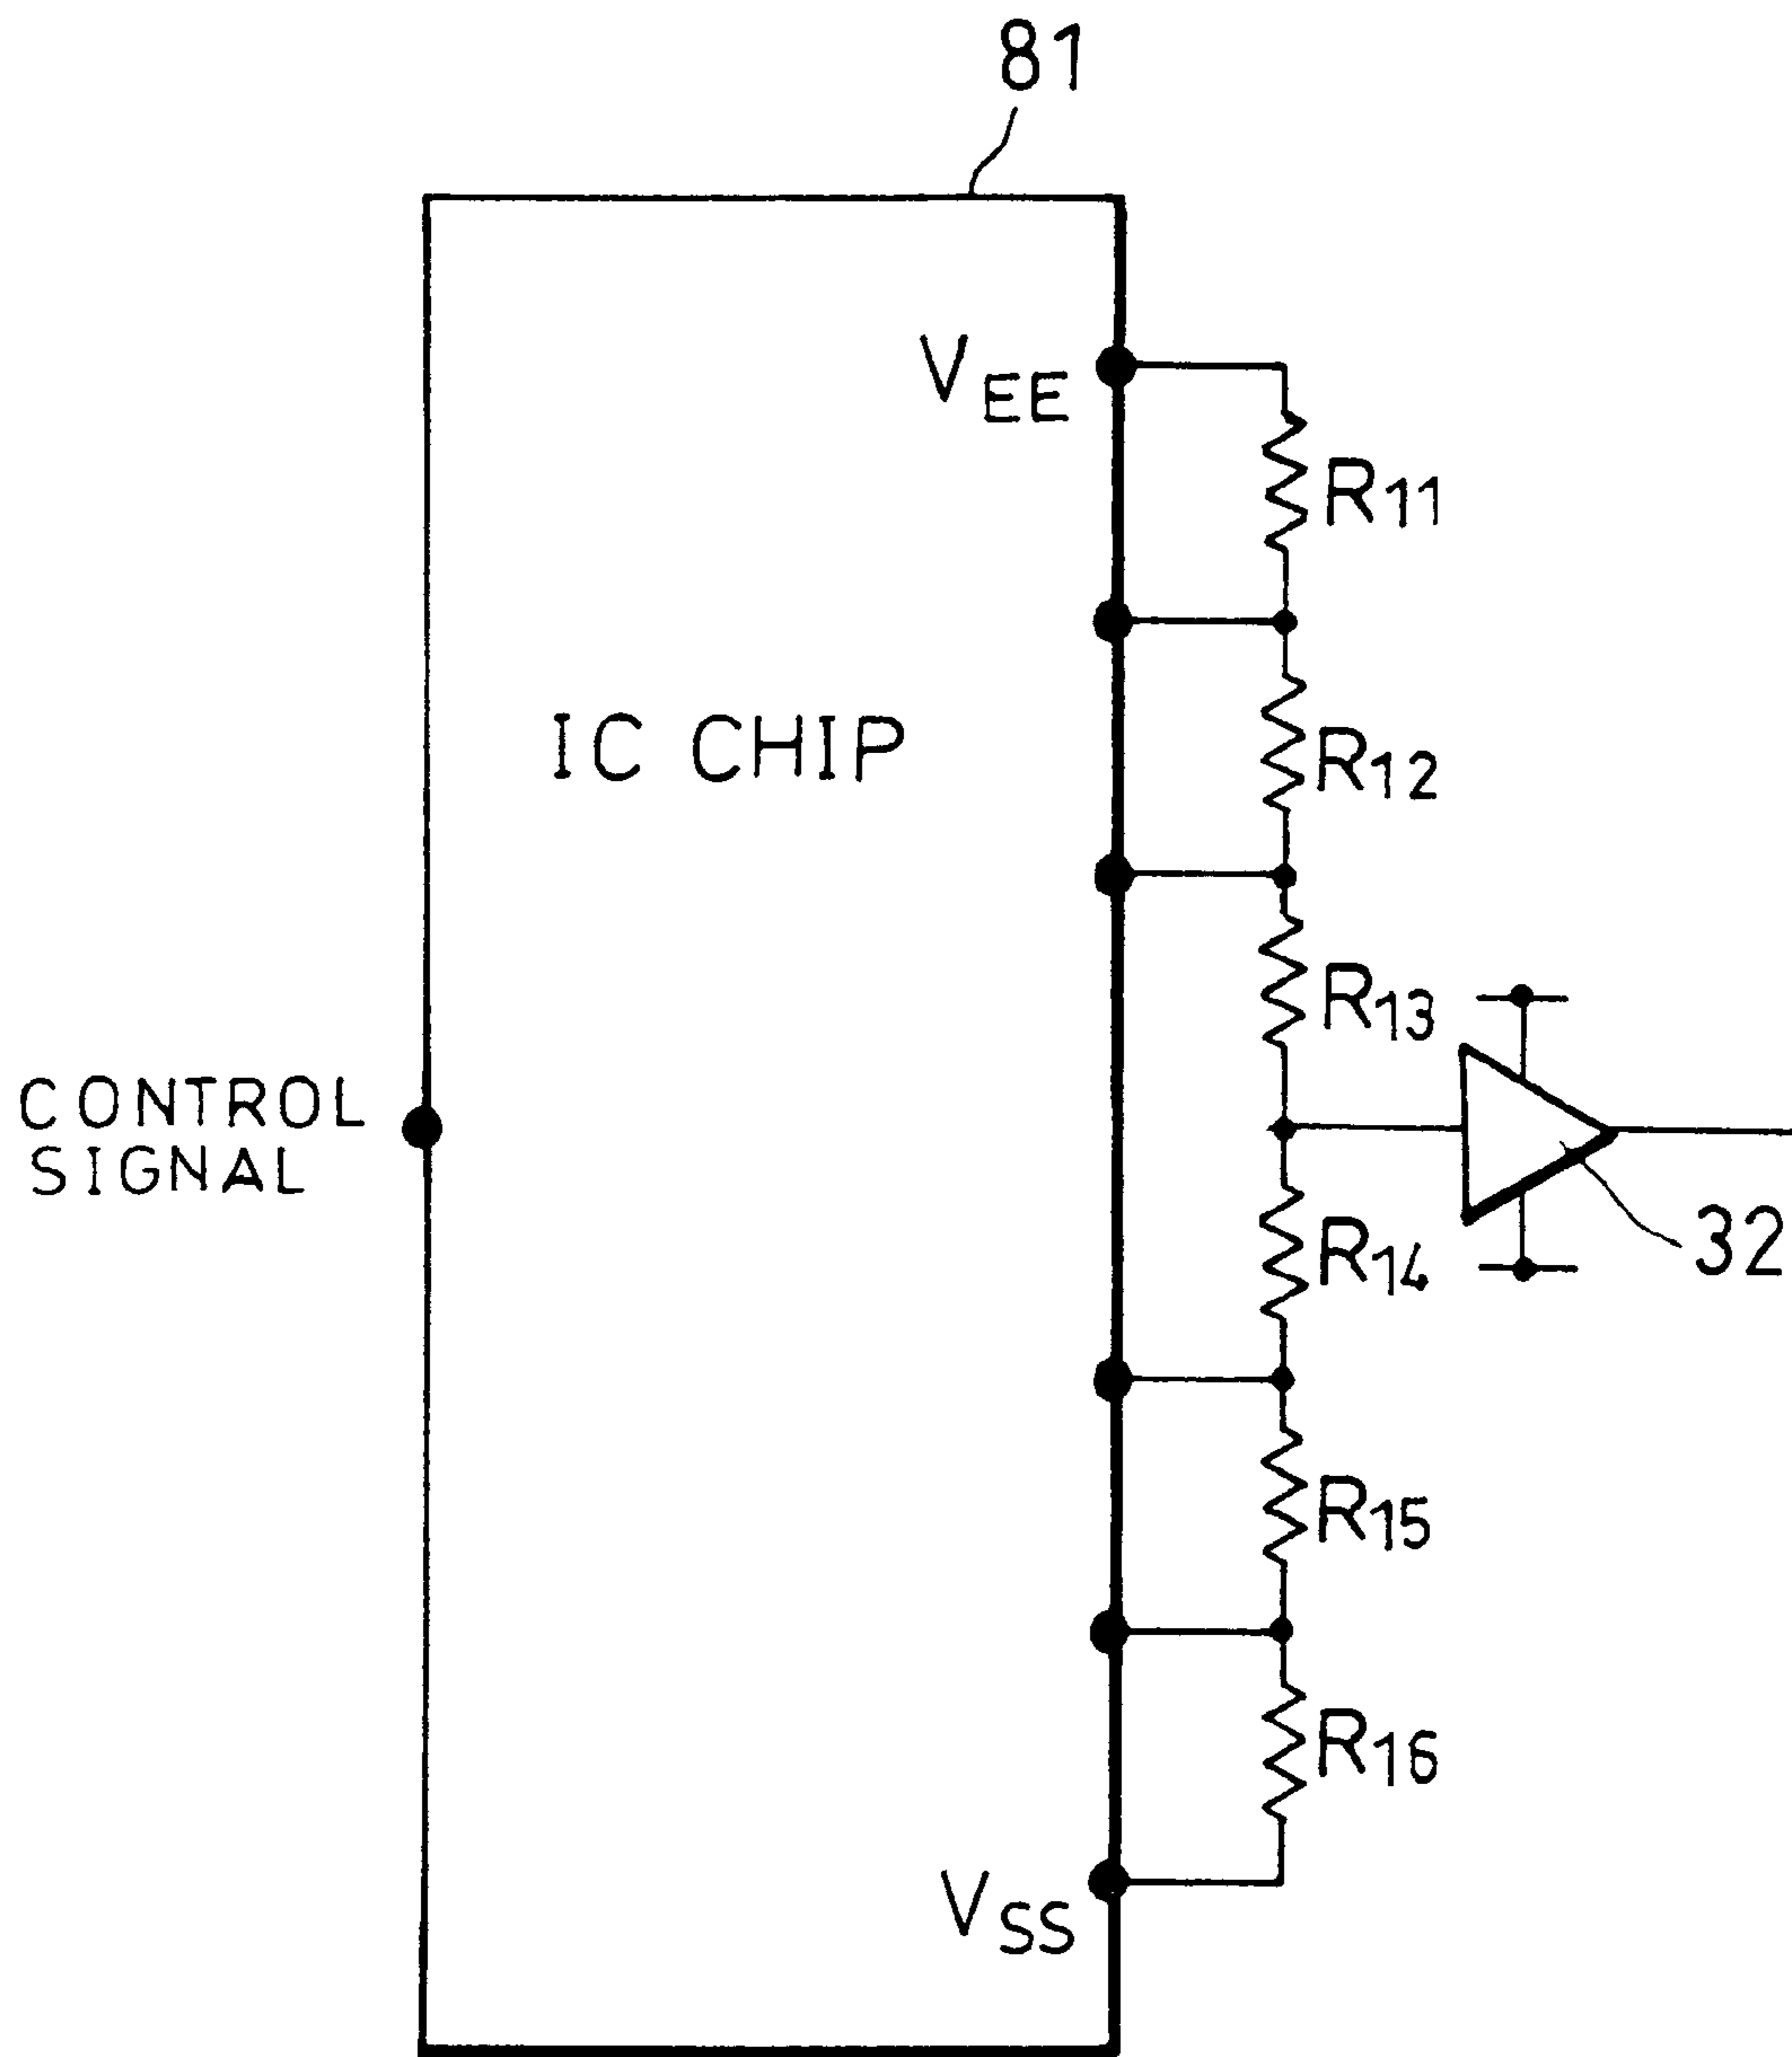 81
VEE
R11
IC CHIP
R12
R13
CONTROL
SIGNAL
32
R14
R15
R16
VSS